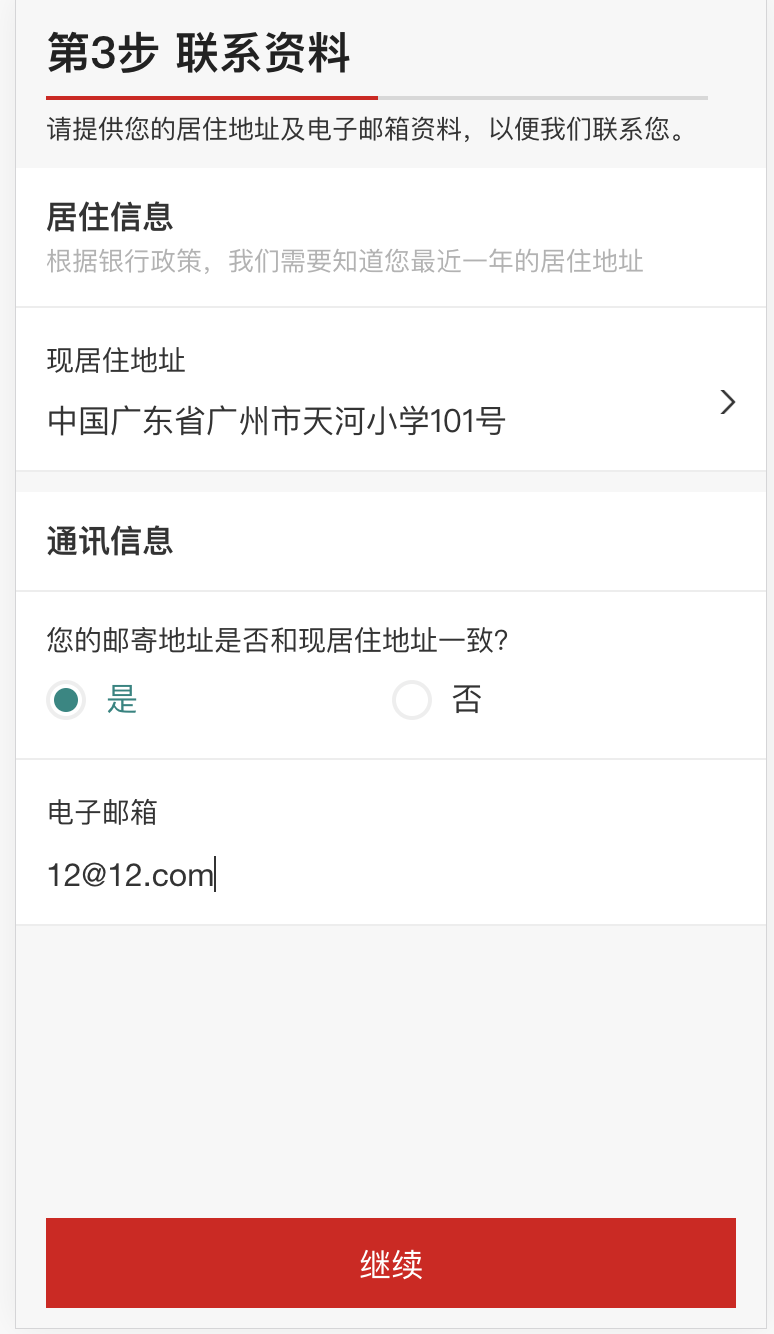 第3步 联系资料
请提供您的居住地址及电子邮箱资料，以便我们联系您。
居住信息
根据银行政策，我们需要知道您最近一年的居住地址
现居住地址
中国广东省广州市天河小学101号
通讯信息
您的邮寄地址是否和现居住地址一致?
是 否
电子邮箱
12@12.com
继续